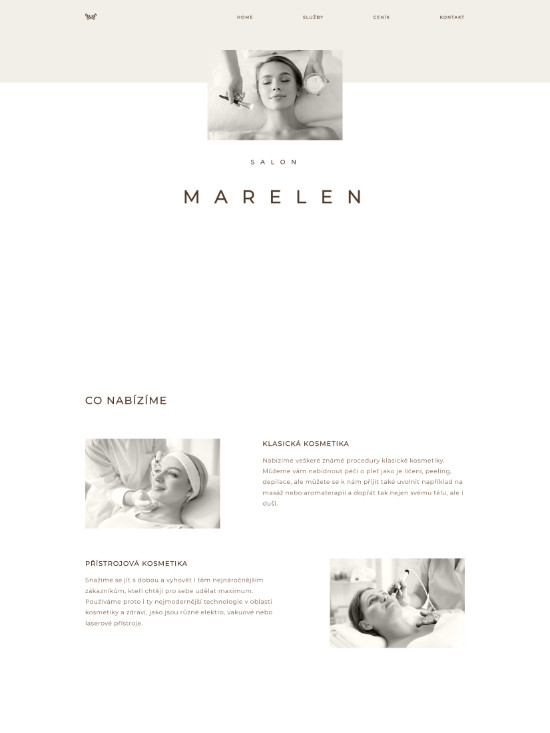 HOME
SLUŽBY
CENÍK
KONTAKT
SALON
MARELEN
CO NABÍZÍME
KLASICKÁ KOSMETIKA
Nabízíme veškeré známé procedury klasické kosmetiky.
Můžeme vám nabídnout péči o pleť jako je líčení, peeling,
depilace, ale můžete se k nám přijít také uvolnit například na
masáž nebo aromaterapii a dopřát tak nejen svému tělu, ale i
duši.
PŘÍSTROJOVÁ KOSMETIKA
Snažíme se jít s dobou a vyhovět i těm nejnáročnějším
zákazníkům, kteří chtějí pro sebe udělat maximum.
Používáme proto i ty nejmodernější technologie v oblasti
kosmetiky a zdraví, jako jsou různé elektro, vakuové nebo
laserové přístroje.